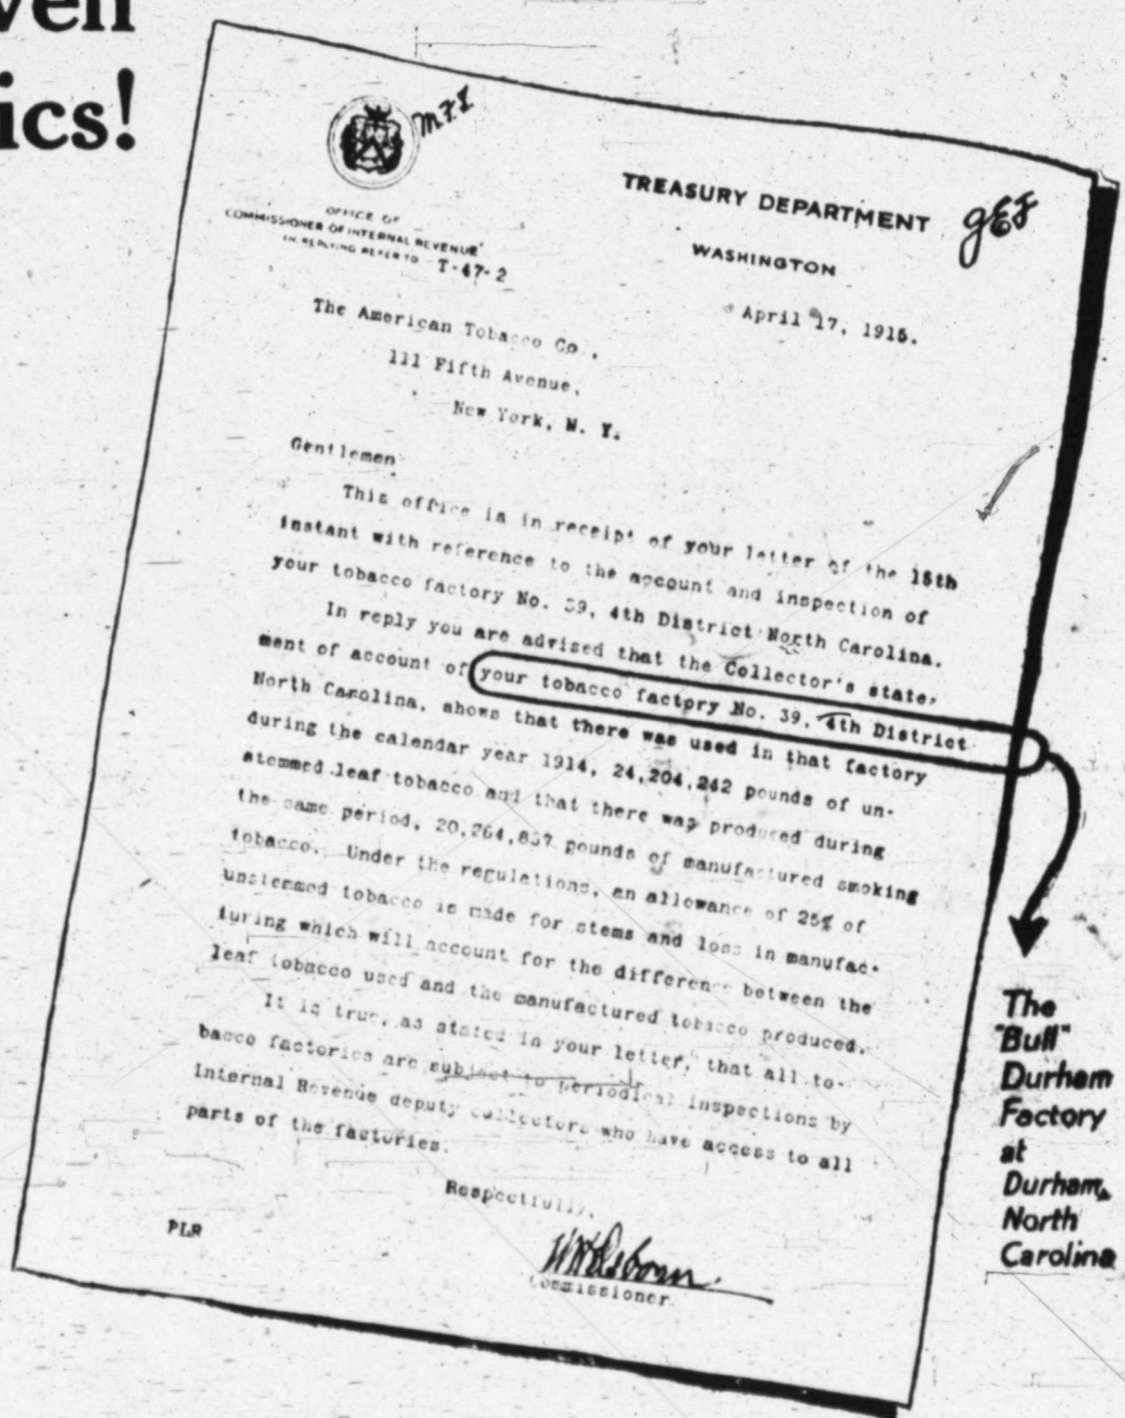 ven
ics!
M.F.I
TREASURY DEPARTMENT
gEF
WASHINGTON
OFFICE OF
COMMISSIONER OF INTERNAL REVENUE
IN REPLYING REFER TO T-47-2
April 17, 1915.
The American Tobacco Co.,
111 Fifth Avenue,
New York, N. Y.
Gentlemen
This office is in receipt of your letter of the 15th
instant with reference to the account and inspection of
your tobacco factory No. 39, 4th District North Carolina.
In reply you are advised that the Collector's state-
ment of account of your tobacco factory No. 39, 4th District
North Carolina, shows that there was used in that factory
during the calendar year 1914, 24,204,242 pounds of un-
stemmed leaf tobacco and that there was produced during
the same period, pounds of manufactured smoking
tobacco. Under the regulations, an allowance of 25% of
unstemmed tobacco is made for stems and loss in manufac-
turing which will account for the difference between the
leaf tobacco used and the manufactured tobacco produced.
It is true, as stated in your letter, that all to-
bacco factories are subject to periodical inspections by
Internal Revenue deputy collectors who have access to all
parts of the factories.
Respectfully,
W H Osborn
Commissioner
PLR
The
"Bull"
Durham
Factory
at
Durham,
North
Carolina